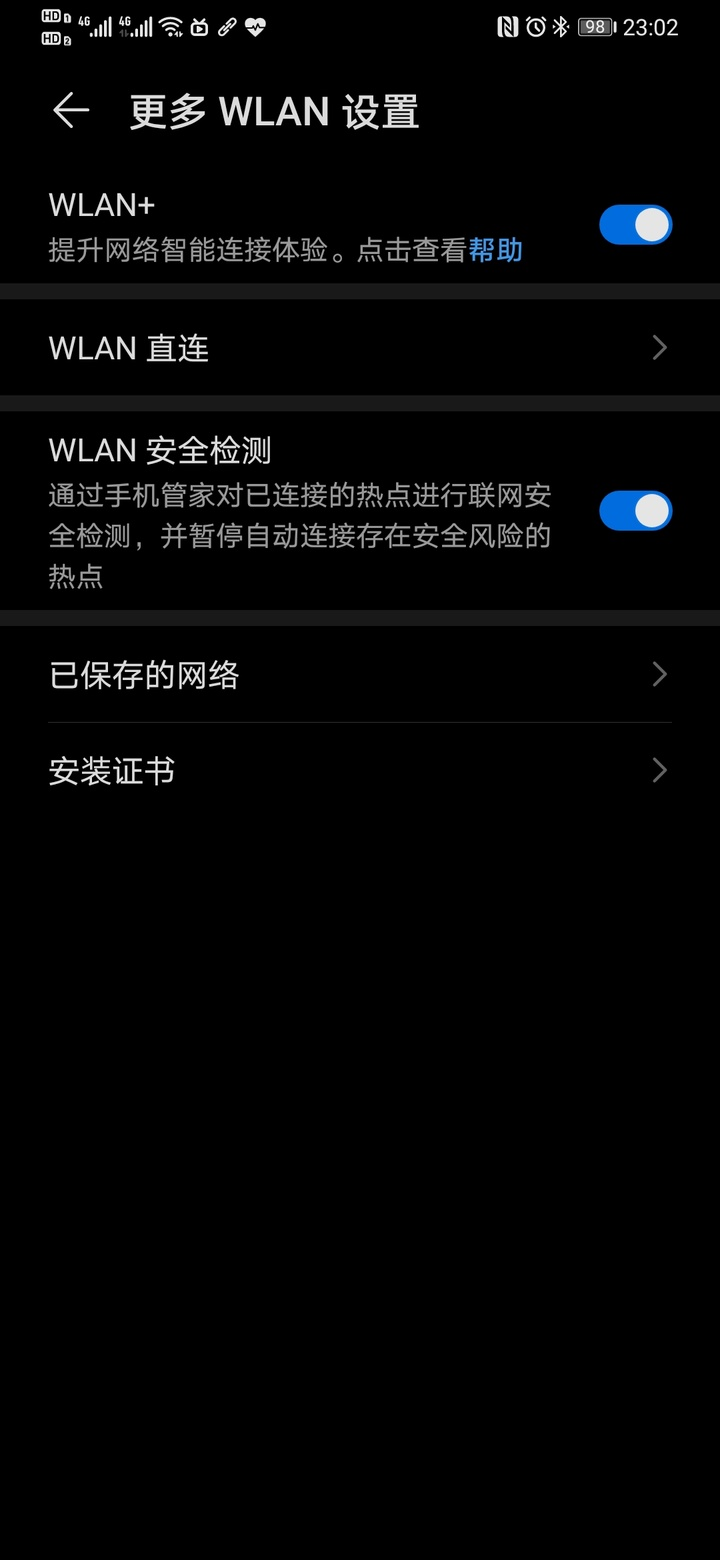 HD 1 4G 4G 98 23:02
HD 2
更多 WLAN 设置
WLAN+
提升网络智能连接体验。点击查看帮助
WLAN 直连
WLAN 安全检测
通过手机管家对已连接的热点进行联网安
全检测，并暂停自动连接存在安全风险的
热点
已保存的网络
安装证书